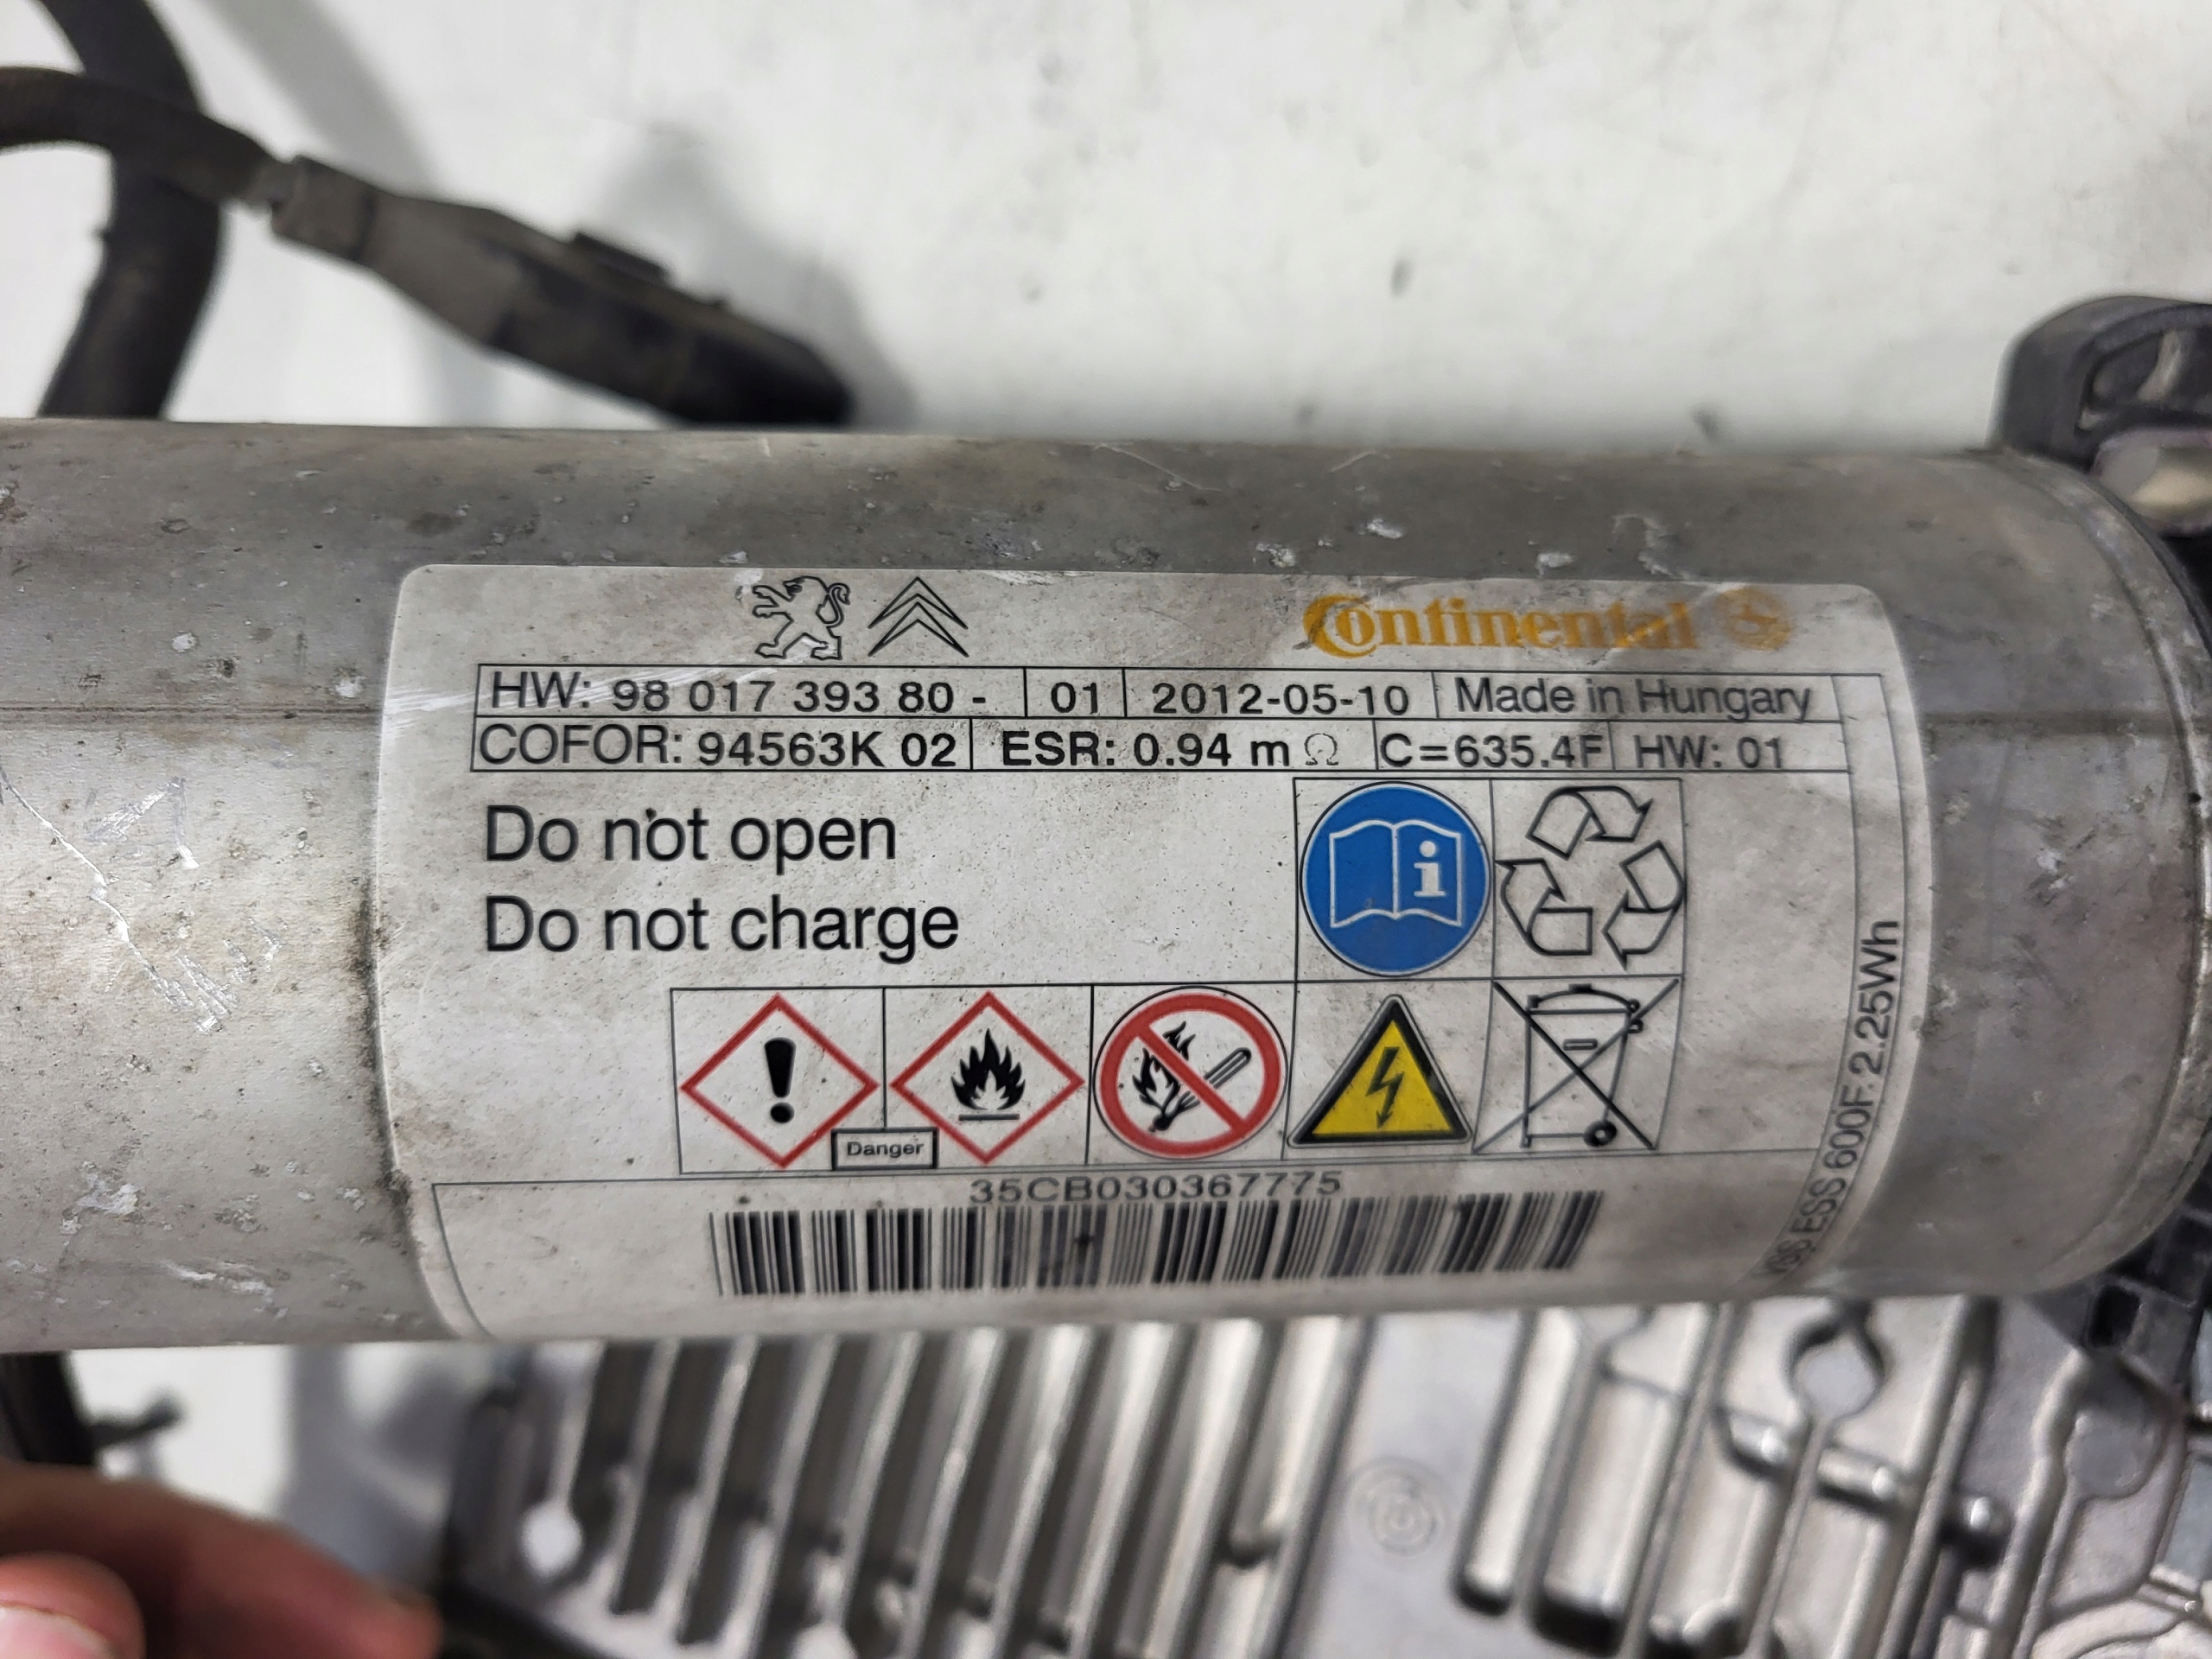 Continental
HW: 98 017 393 80 - 01 2012-05-10 Made in Hungary
COFOR: 94563K 02 ESR: 0.94 mΩ C=635.4F HW: 01
Do not open
Do not charge
Danger
35CB030367775
ESS 600F. 2.25Wh